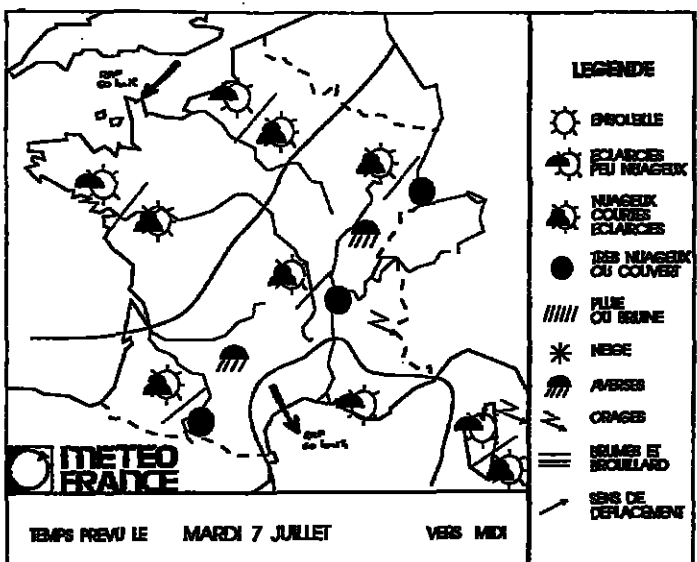 LEGENDE
ENSOLEILLE
ECLAIRCIES
PEU NUAGEUX
NUAGEUX
COURTES
ECLAIRCIES
TRES NUAGEUX
OU COUVERT
PLUIE
OU BRUINE
NEIGE
AVERSES
ORAGES
BRUMES ET
BROUILLARD
SENS DE
DEPLACEMENT
METEO
FRANCE
TEMPS PREVU LE MARDI 7 JUILLET VERS MIDI